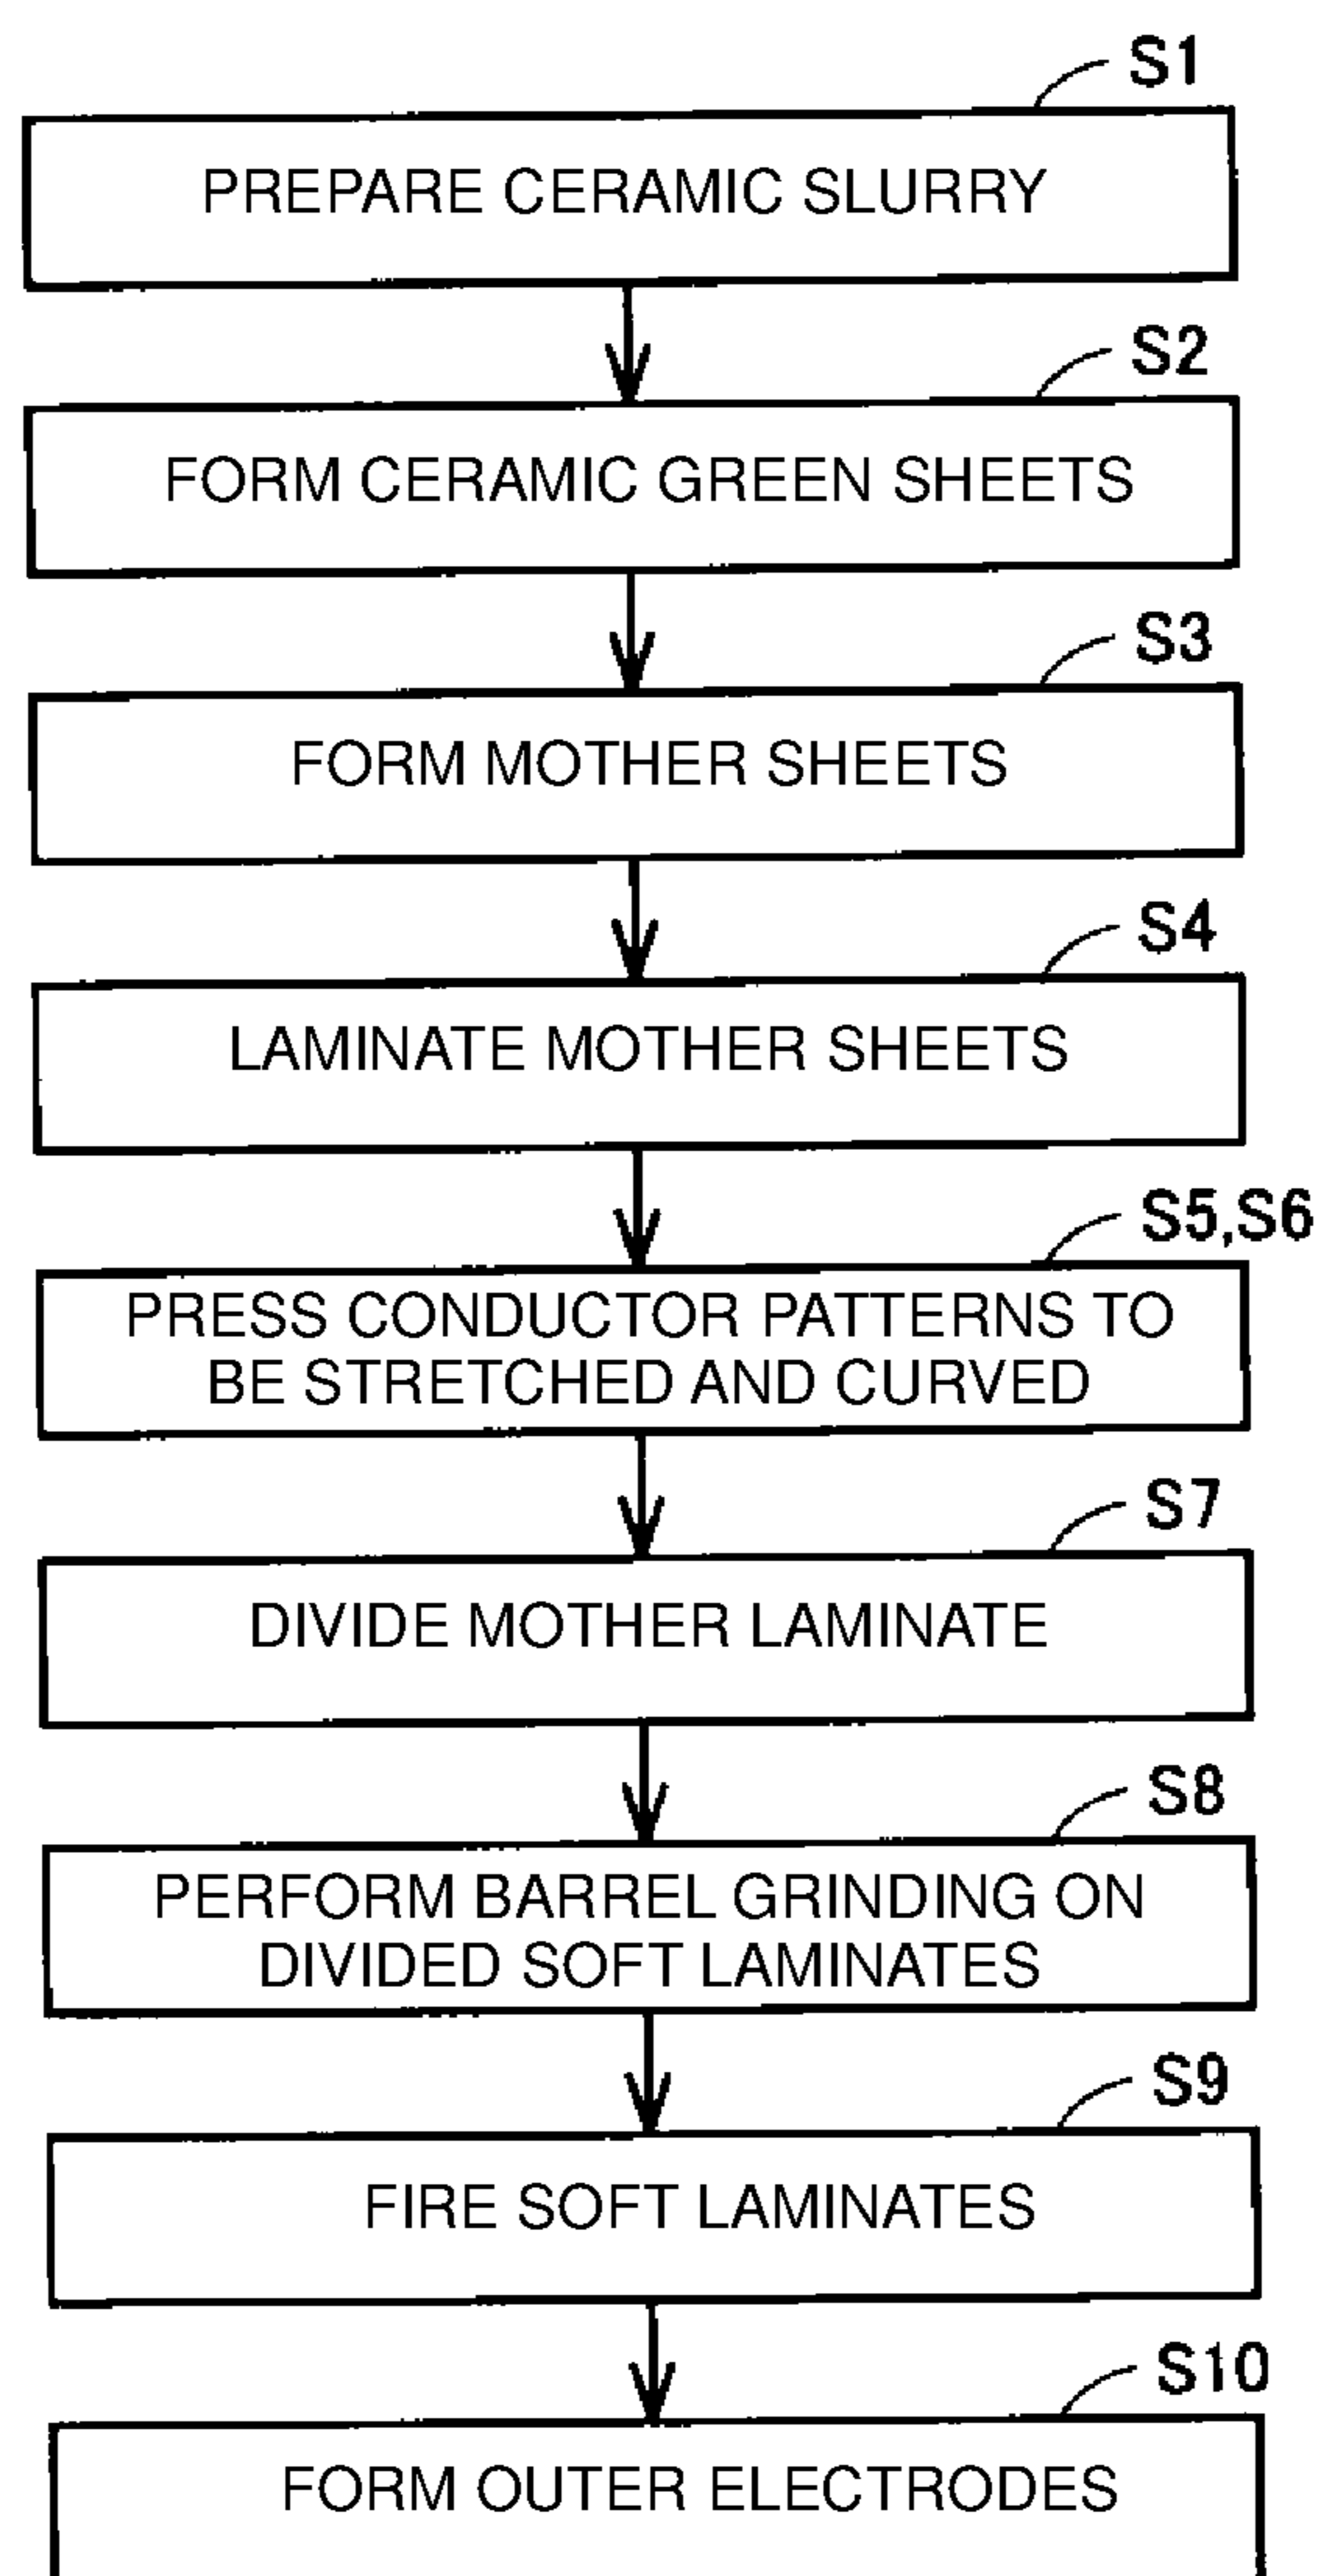 S1
PREPARE CERAMIC SLURRY
S2
FORM CERAMIC GREEN SHEETS
S3
FORM MOTHER SHEETS
S4
LAMINATE MOTHER SHEETS
S5,S6
PRESS CONDUCTOR PATTERNS TO
BE STRETCHED AND CURVED
S7
DIVIDE MOTHER LAMINATE
S8
PERFORM BARREL GRINDING ON
DIVIDED SOFT LAMINATES
S9
FIRE SOFT LAMINATES
S10
FORM OUTER ELECTRODES